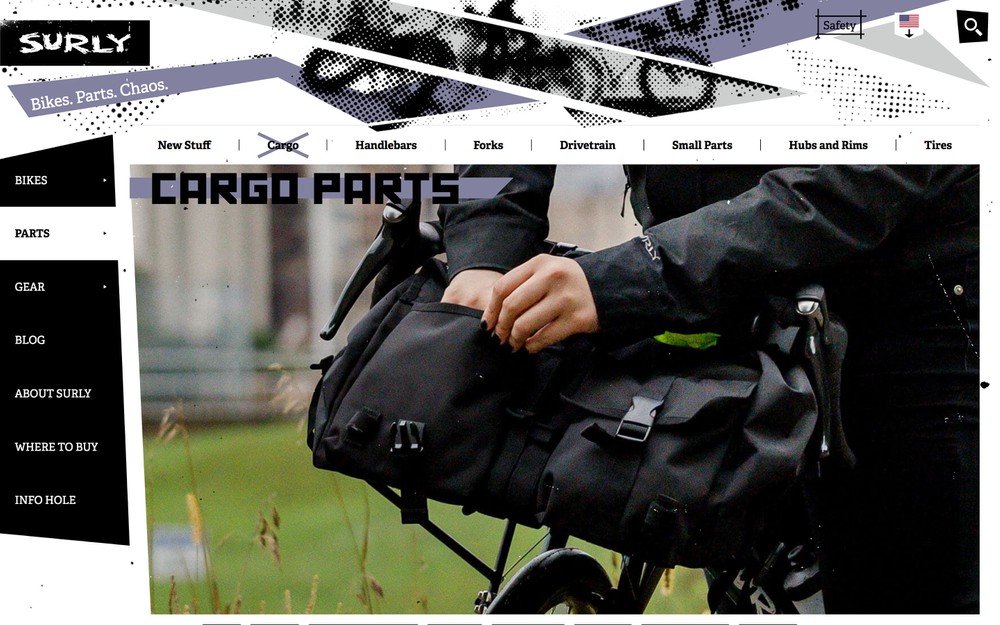 SURLY
Safety
Bikes. Parts. Chaos.
New Stuff
Cargo
Handlebars
Forks
Drivetrain
Small Parts
Hubs and Rims
Tires
CARGO PARTS
BIKES
PARTS
GEAR
BLOG
ABOUT SURLY
WHERE TO BUY
INFO HOLE